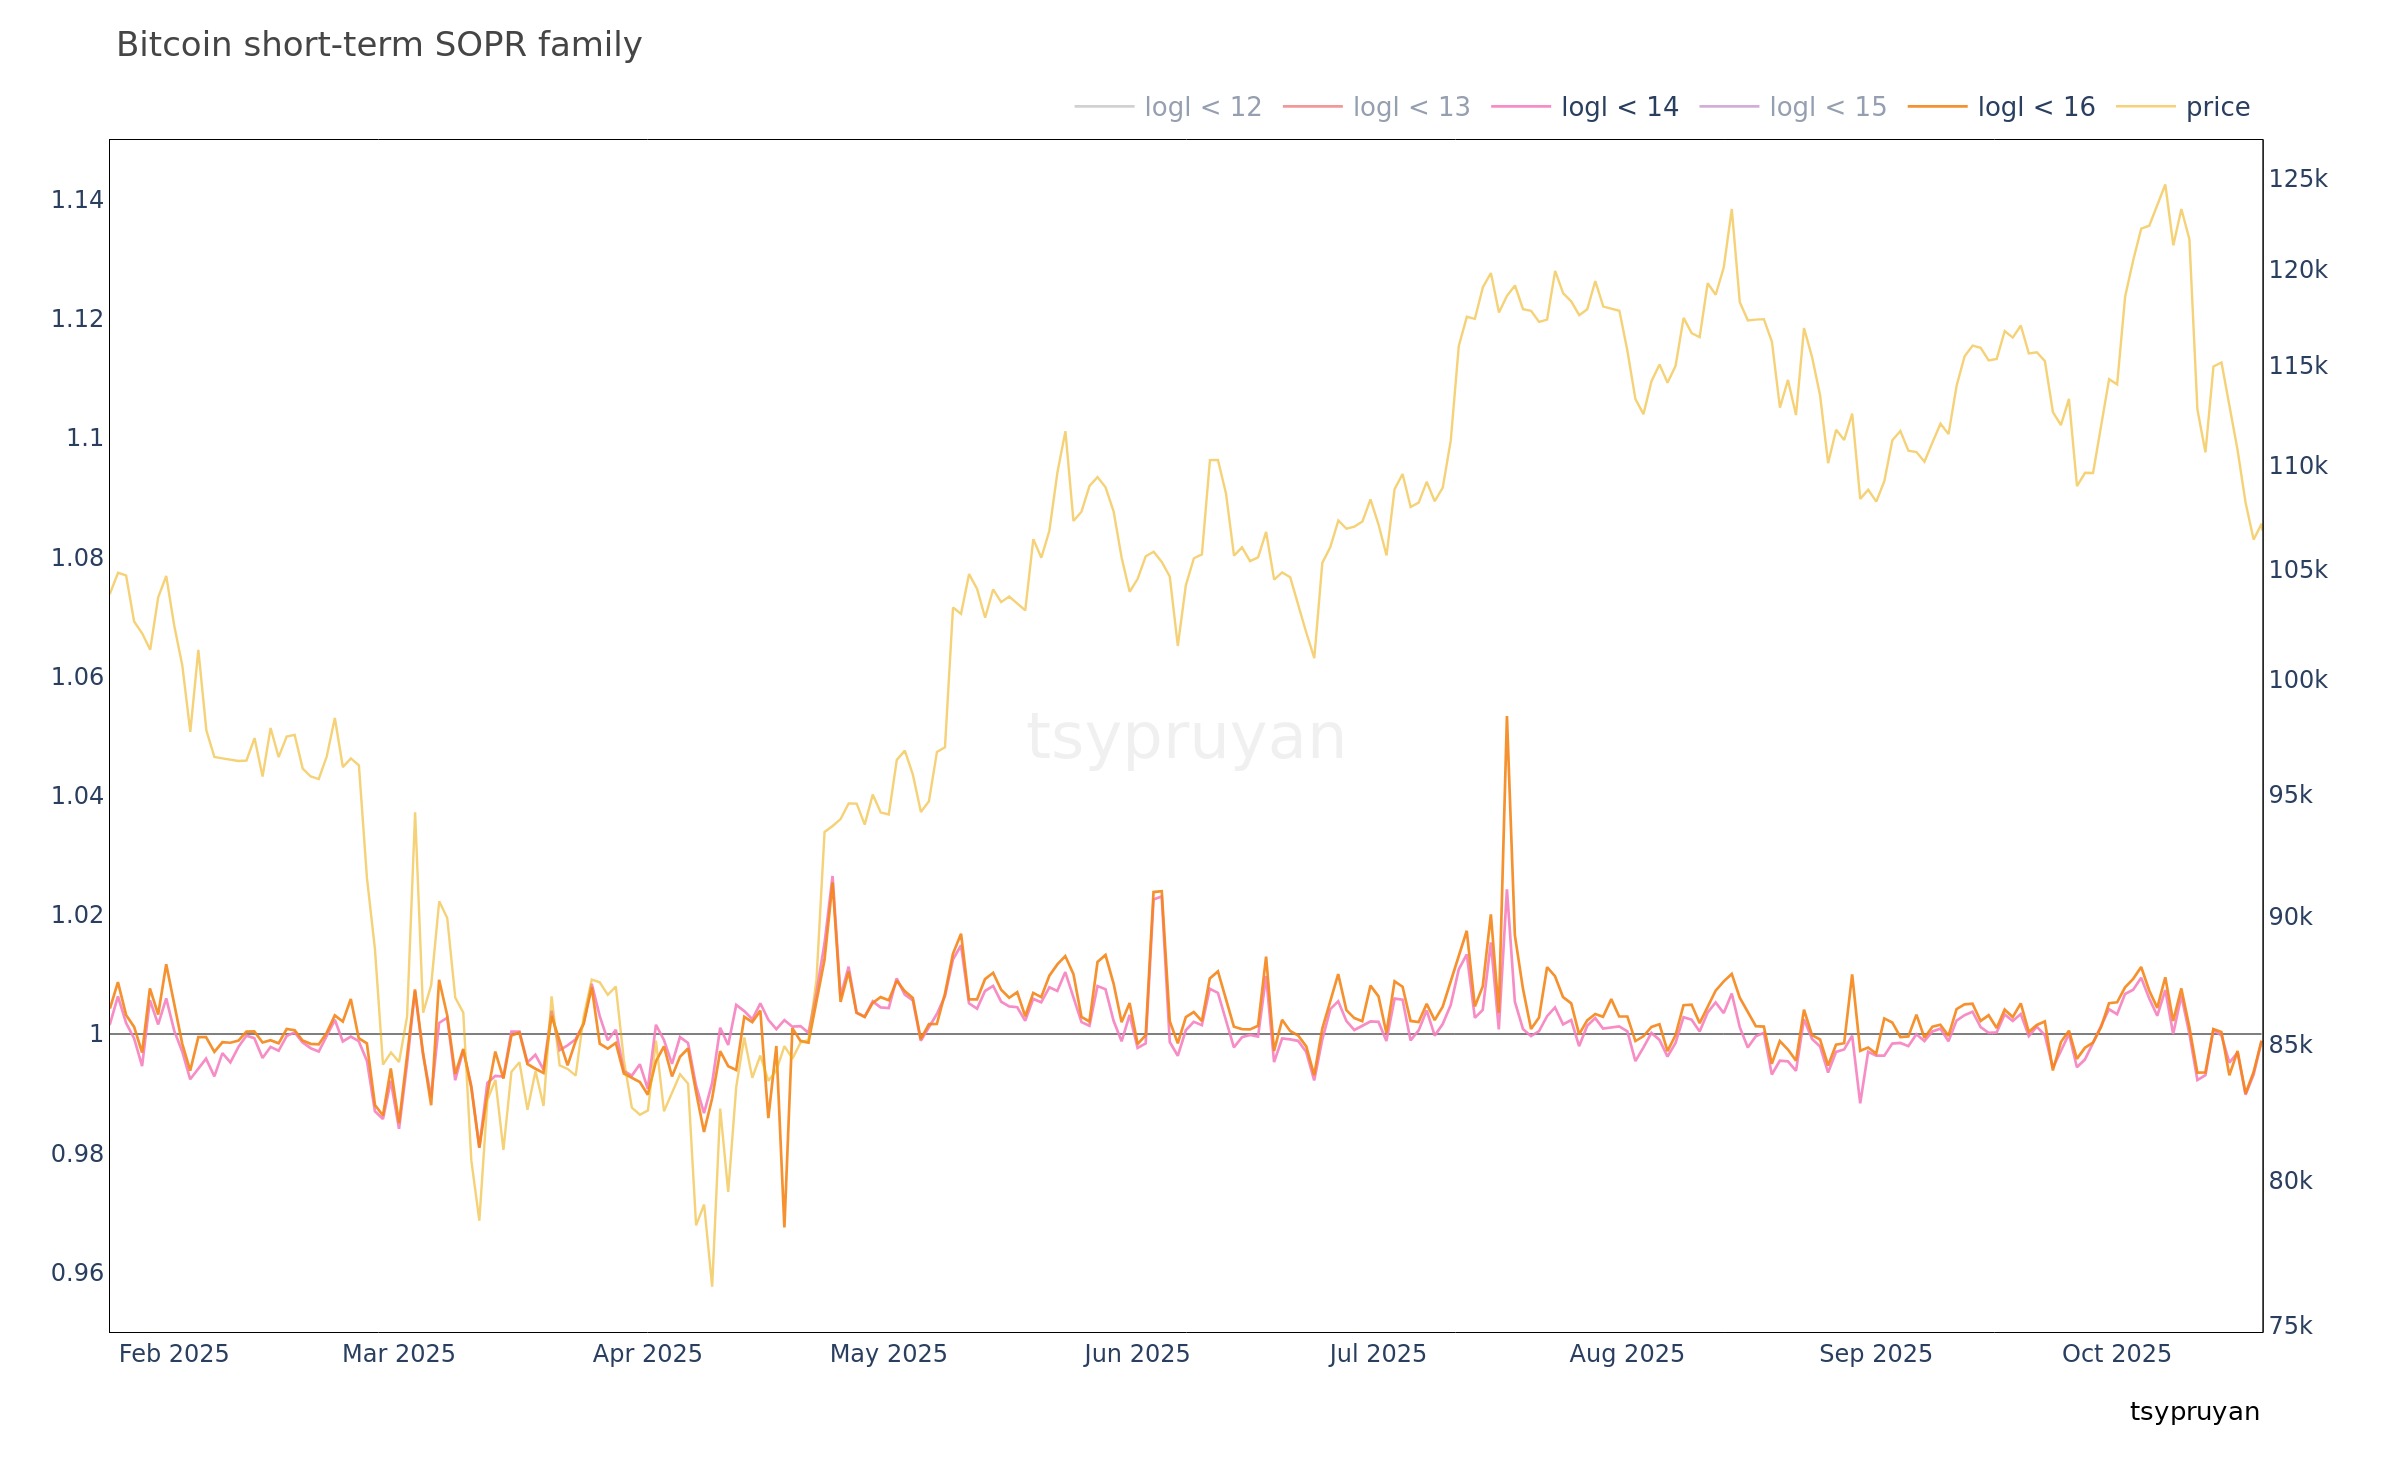 Bitcoin short-term SOPR family
logl < 12 logl < 13 logl < 14 logl < 15 logl < 16 price
1.14
1.12
1.1
1.08
1.06
1.04
1.02
1
0.98
0.96
125k
120k
115k
110k
105k
100k
95k
90k
85k
80k
75k
tsypruyan
Feb 2025 Mar 2025 Apr 2025 May 2025 Jun 2025 Jul 2025 Aug 2025 Sep 2025 Oct 2025
tsypruyan